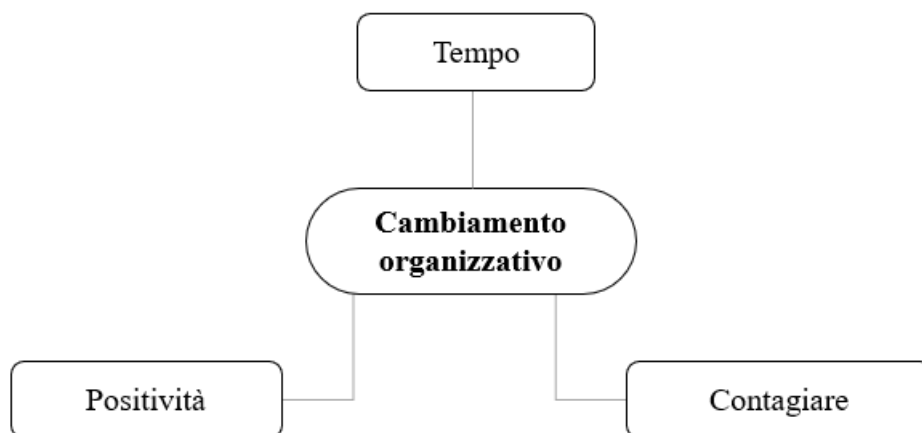 Tempo
Cambiamento
organizzativo
Positività
Contagiare